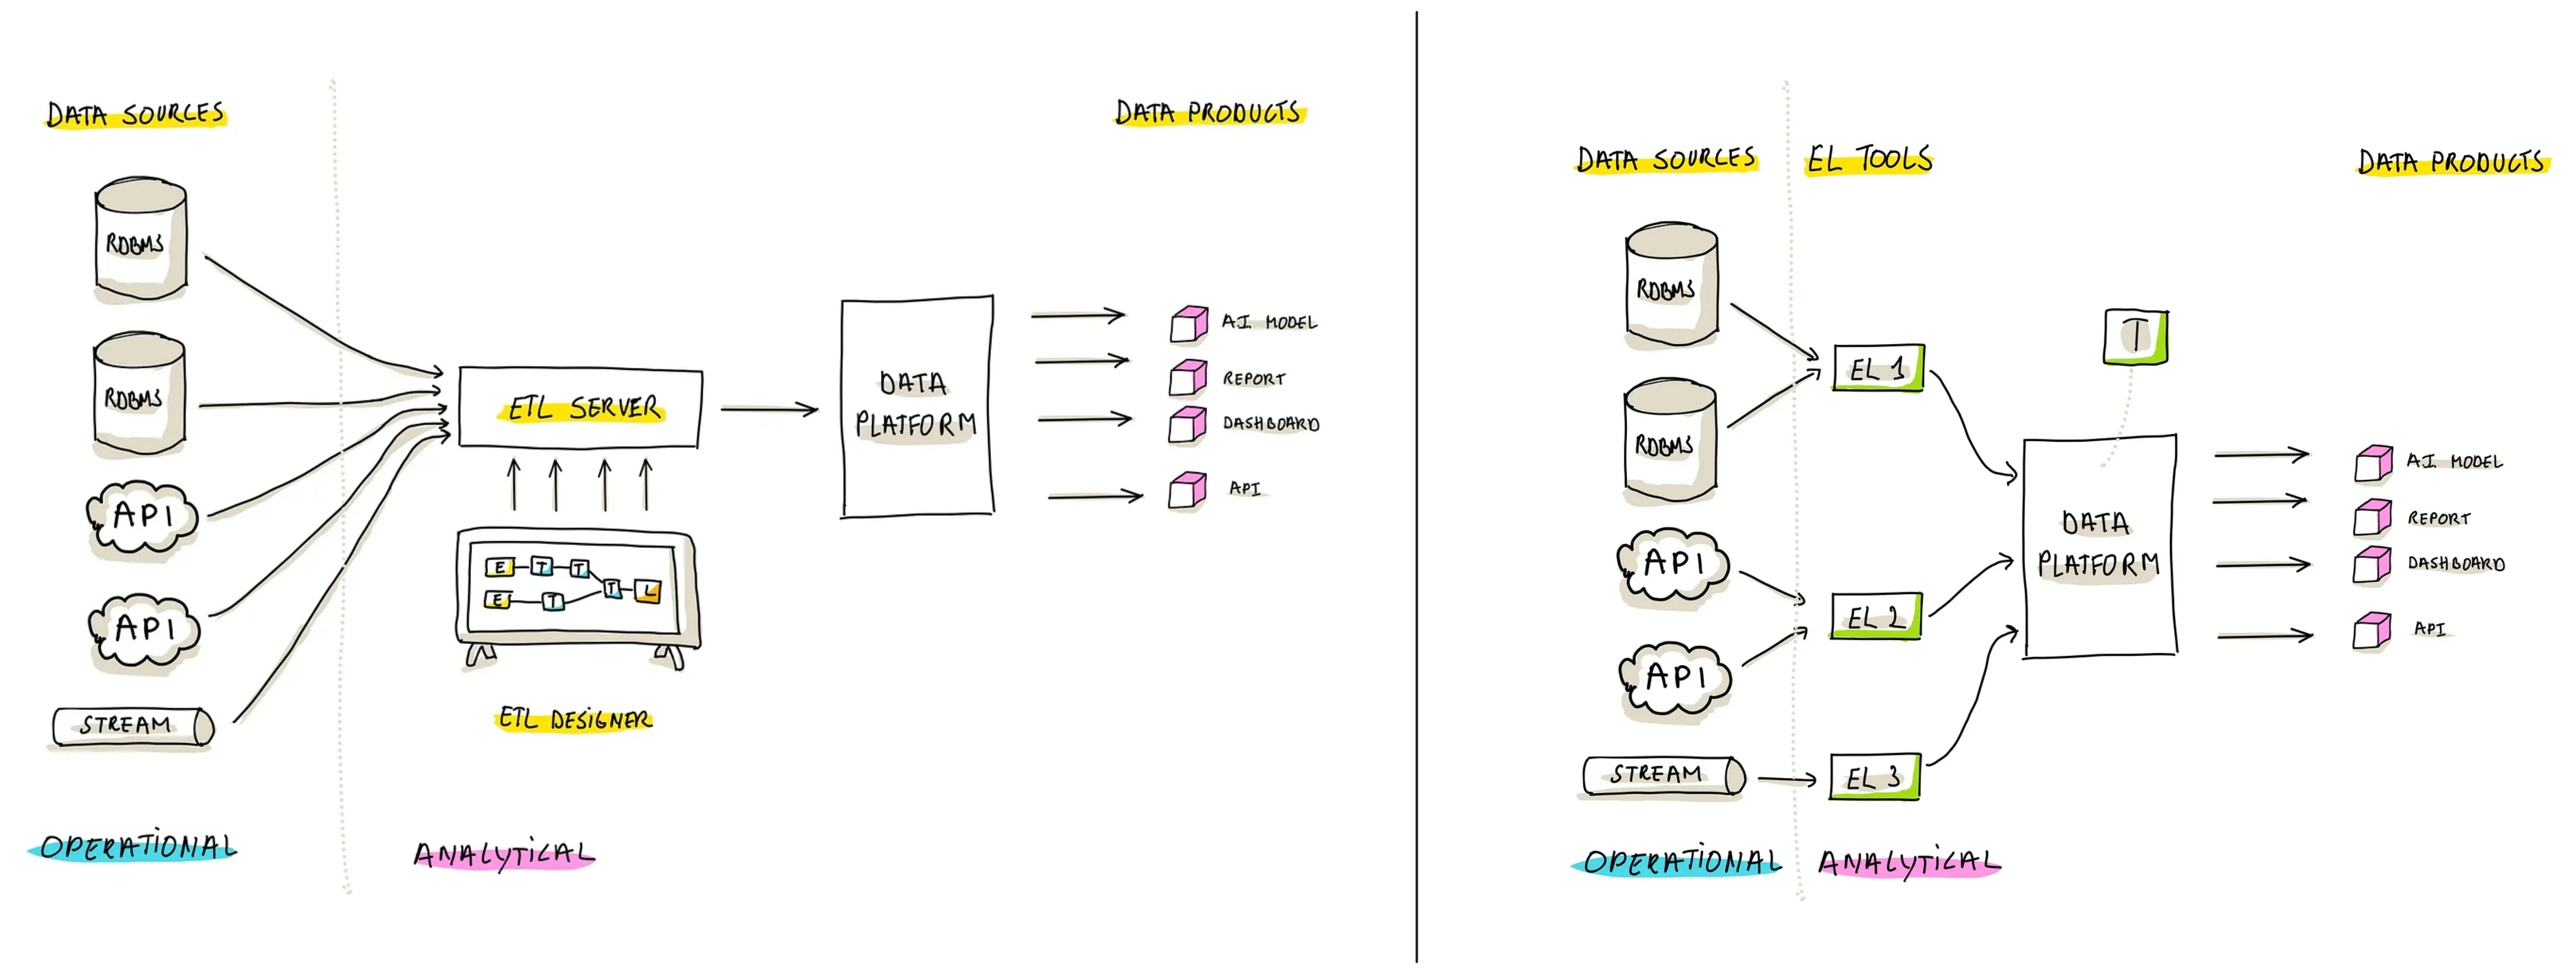 DATA SOURCES
DATA PRODUCTS
RDBMS
RDBMS
API
API
STREAM
ETL SERVER
E T T
E T T L
ETL DESIGNER
DATA
PLATFORM
AI MODEL
REPORT
DASHBOARD
API
OPERATIONAL
ANALYTICAL
DATA SOURCES
EL TOOLS
DATA PRODUCTS
RDBMS
RDBMS
API
API
STREAM
EL 1
EL 2
EL 3
T
DATA
PLATFORM
AI MODEL
REPORT
DASHBOARD
API
OPERATIONAL
ANALYTICAL